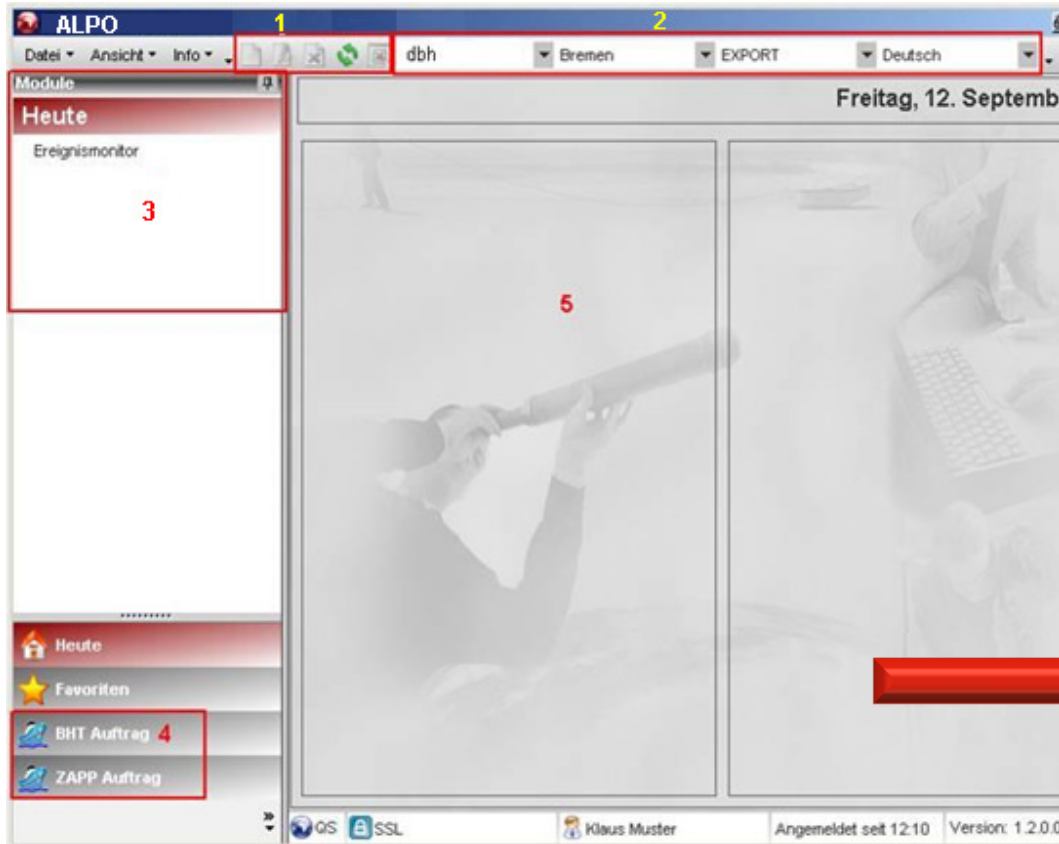 ALPO
1
2
Datei Ansicht Info dbh Bremen EXPORT Deutsch
Module
Freitag, 12. Septemb
Heute
Ereignismonitor
3
5
Heute
Favoriten
BHT Auftrag 4
ZAPP Auftrag
QS SSL Klaus Muster Angemeldet seit 12:10 Version: 1.2.0.0